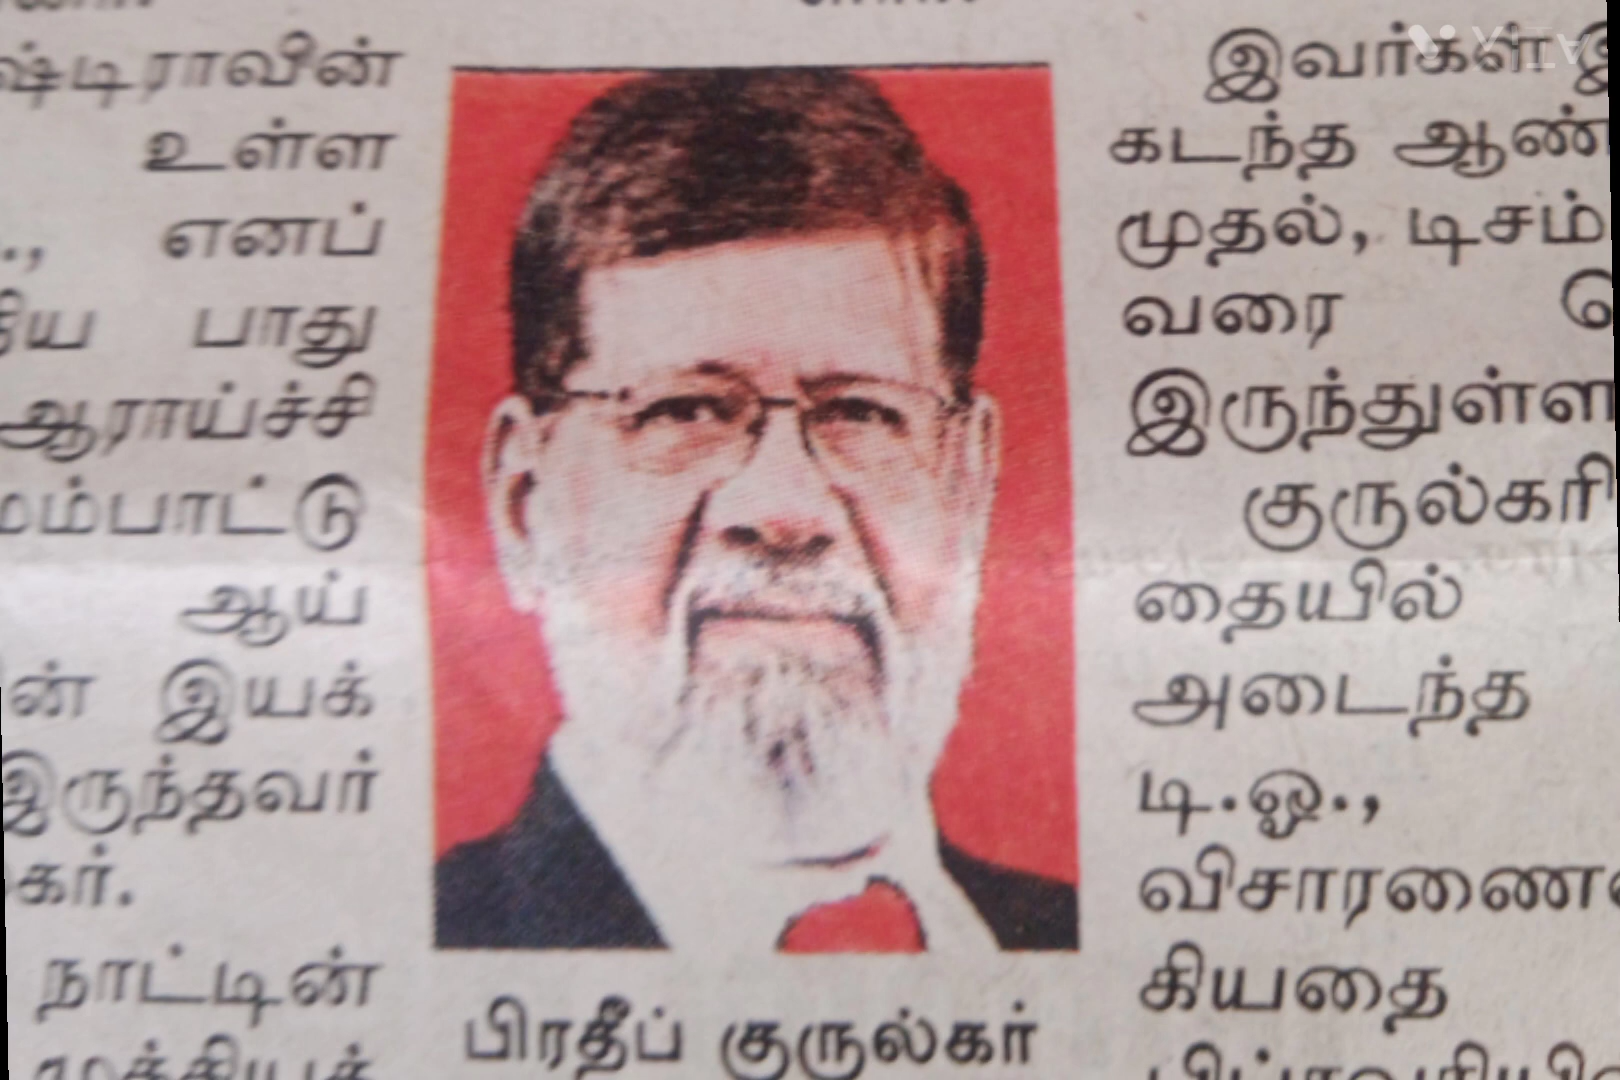 ஷ்டிராவின்
உள்ள
எனப்
பாது
ஆராய்ச்சி
ஆய்
இயக்
இருந்தவர்
கர்.
நாட்டின்
பிரதீப் குருல்கர்
இவர்கள்
கடந்த ஆண்
முதல், டிசம்
வரை
இருந்துள்ள
குருல்கரி
தையில்
அடைந்த
டி.ஓ.,
விசாரணை
கியதை
VITA